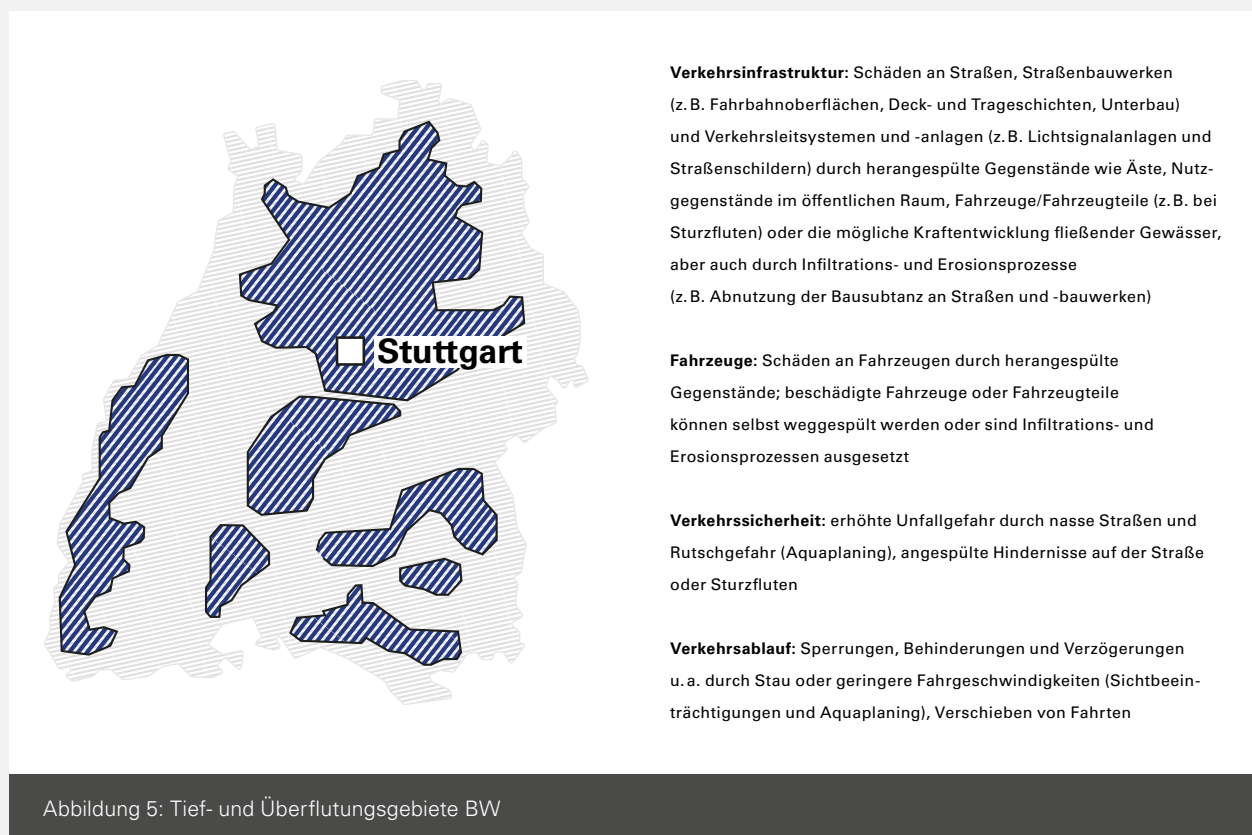 Stuttgart
Verkehrsinfrastruktur: Schäden an Straßen, Straßenbauwerken
(z.B. Fahrbahnoberflächen, Deck- und Trageschichten, Unterbau)
und Verkehrsleitsystemen und -anlagen (z.B. Lichtsignalanlagen und
Straßenschildern) durch herangespülte Gegenstände wie Äste, Nutz-
gegenstände im öffentlichen Raum, Fahrzeuge/Fahrzeugteile (z.B. bei
Sturzfluten) oder die mögliche Kraftentwicklung fließender Gewässer,
aber auch durch Infiltrations- und Erosionsprozesse
(z.B. Abnutzung der Bausubtanz an Straßen und -bauwerken)
Fahrzeuge: Schäden an Fahrzeugen durch herangespülte
Gegenstände; beschädigte Fahrzeuge oder Fahrzeugteile
können selbst weggespült werden oder sind Infiltrations- und
Erosionsprozessen ausgesetzt
Verkehrssicherheit: erhöhte Unfallgefahr durch nasse Straßen und
Rutschgefahr (Aquaplaning), angespülte Hindernisse auf der Straße
oder Sturzfluten
Verkehrsablauf: Sperrungen, Behinderungen und Verzögerungen
u.a. durch Stau oder geringere Fahrgeschwindigkeiten (Sichtbeein-
trächtigungen und Aquaplaning), Verschieben von Fahrten
Abbildung 5: Tief- und Überflutungsgebiete BW